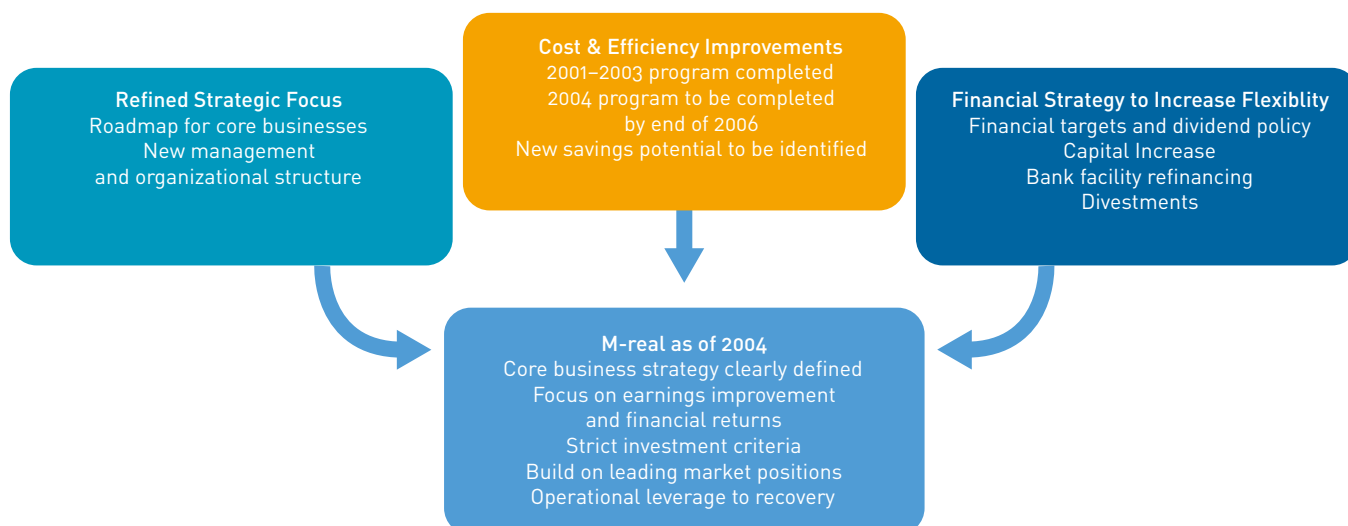 Refined Strategic Focus
Roadmap for core businesses
New management
and organizational structure
Cost & Efficiency Improvements
2001–2003 program completed
2004 program to be completed
by end of 2006
New savings potential to be identified
Financial Strategy to Increase Flexiblity
Financial targets and dividend policy
Capital Increase
Bank facility refinancing
Divestments
M-real as of 2004
Core business strategy clearly defined
Focus on earnings improvement
and financial returns
Strict investment criteria
Build on leading market positions
Operational leverage to recovery